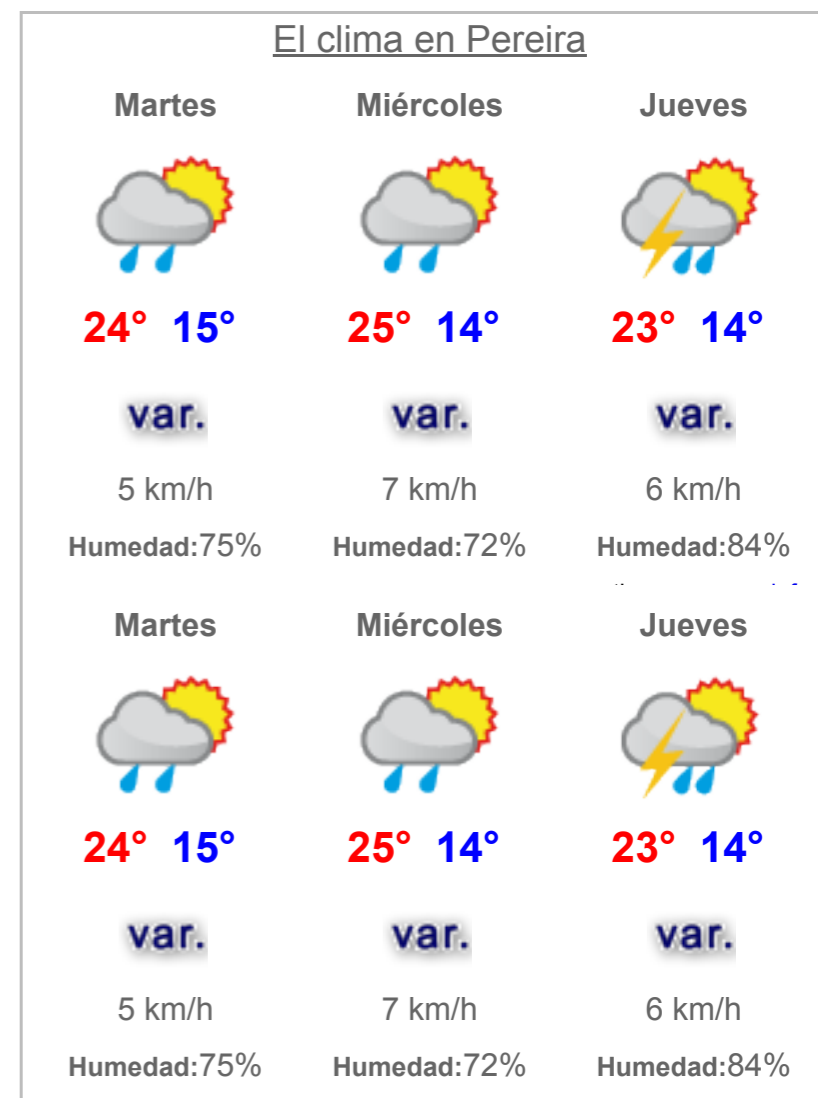 El clima en Pereira
Martes Miércoles Jueves
24° 15° 25° 14° 23° 14°
var. var. var.
5 km/h 7 km/h 6 km/h
Humedad:75% Humedad:72% Humedad:84%
Martes Miércoles Jueves
24° 15° 25° 14° 23° 14°
var. var. var.
5 km/h 7 km/h 6 km/h
Humedad:75% Humedad:72% Humedad:84%